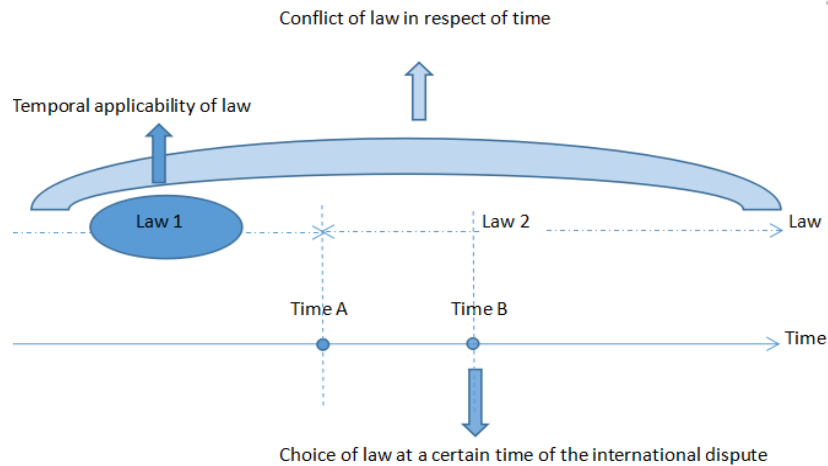 Conflict of law in respect of time
Temporal applicability of law
Law 1
Law 2
Law
Time A
Time B
Time
Choice of law at a certain time of the international dispute